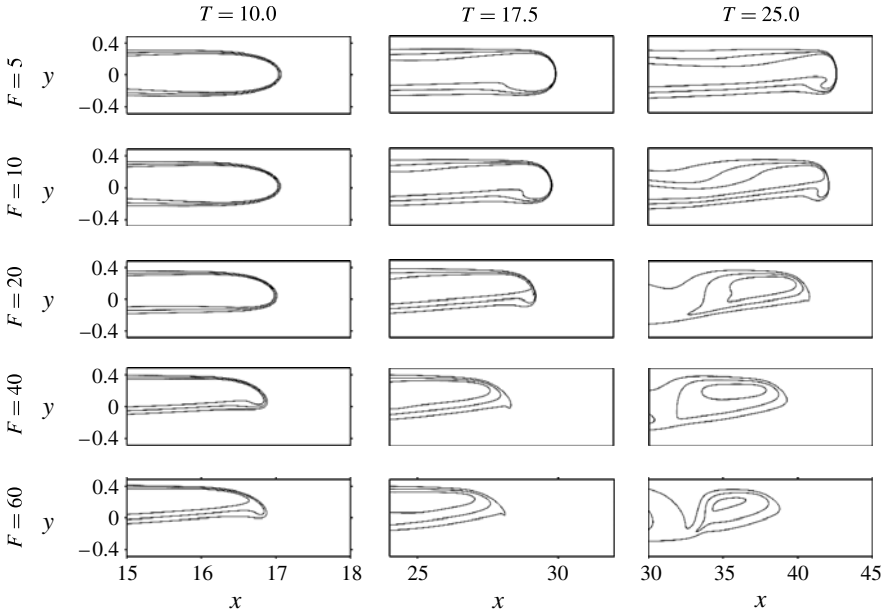 T = 10.0 T = 17.5 T = 25.0
F = 5 y 0.4 0 −0.4
F = 10 y 0.4 0 −0.4
F = 20 y 0.4 0 −0.4
F = 40 y 0.4 0 −0.4
F = 60 y 0.4 0 −0.4
15 16 17 18 25 30 30 35 40 45
x x x